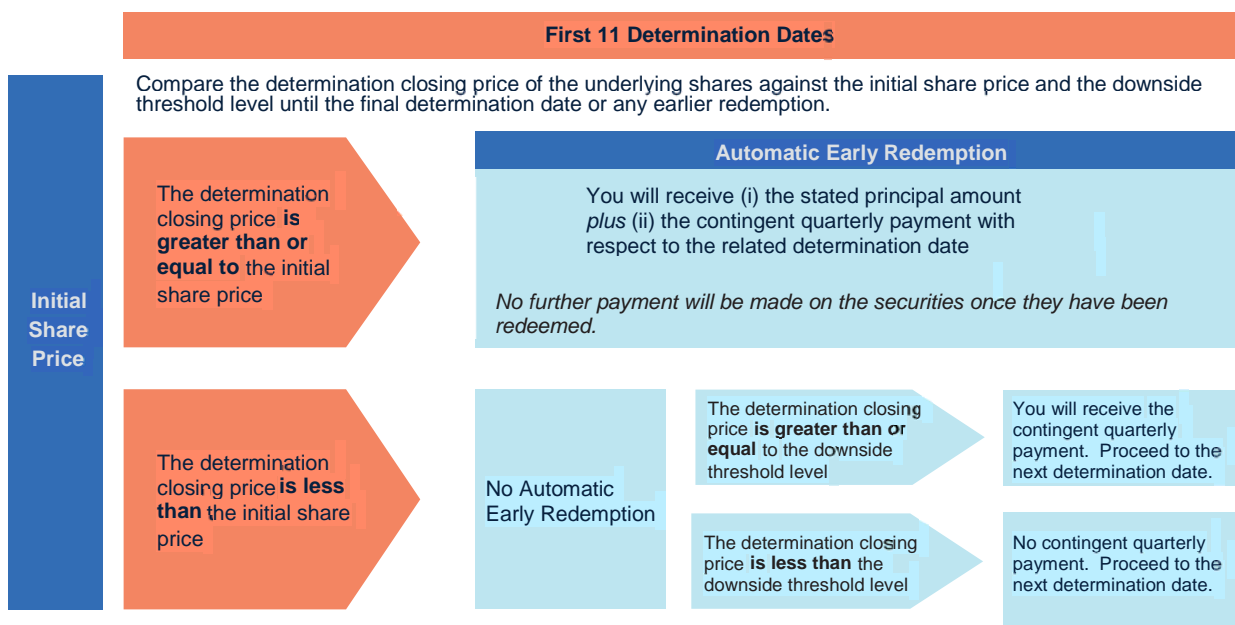 First 11 Determination Dates
Compare the determination closing price of the underlying shares against the initial share price and the downside
threshold level until the final determination date or any earlier redemption.
Initial
Share
Price
The determination
closing price is
greater than or
equal to the initial
share price
Automatic Early Redemption
You will receive (i) the stated principal amount
plus (ii) the contingent quarterly payment with
respect to the related determination date
No further payment will be made on the securities once they have been
redeemed.
The determination
closing price is less
than the initial share
price
No Automatic
Early Redemption
The determination closing
price is greater than or
equal to the downside
threshold level
You will receive the
contingent quarterly
payment.  Proceed to the
next determination date.
The determination closing
price is less than the
downside threshold level
No contingent quarterly
payment.  Proceed to the
next determination date.